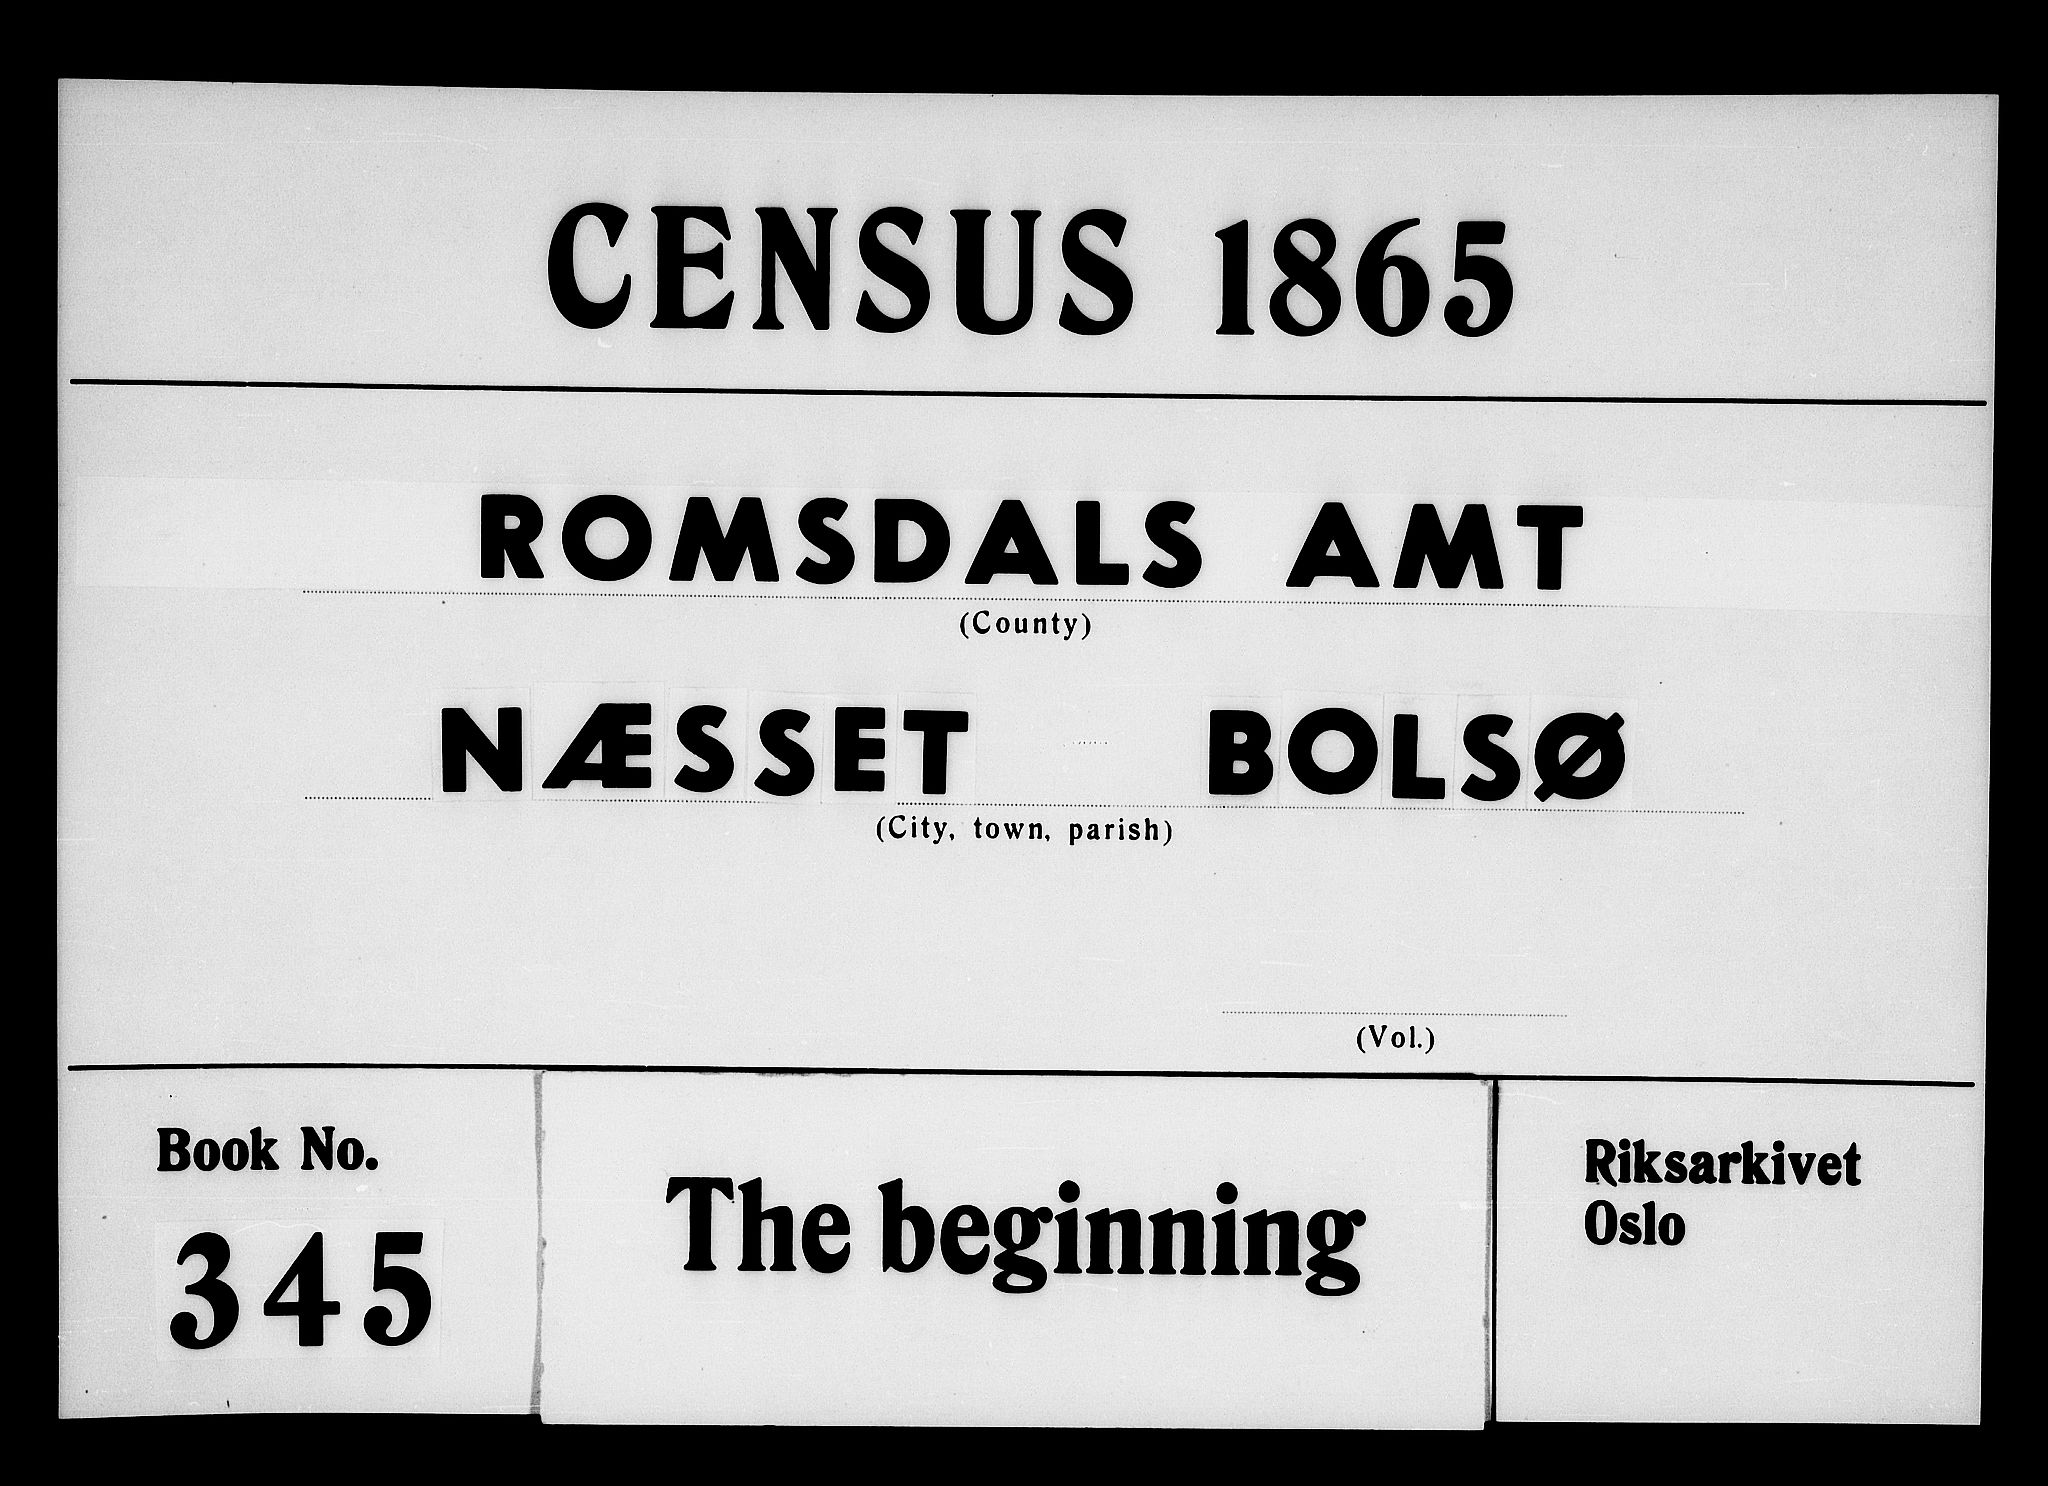 CENSUS 1865
ROMSDALS AMT
(County)
NÆSSET BOLSØ
(City, town, parish)
(Vol.)
Book No.
345
The beginning
Riksarkivet
Oslo